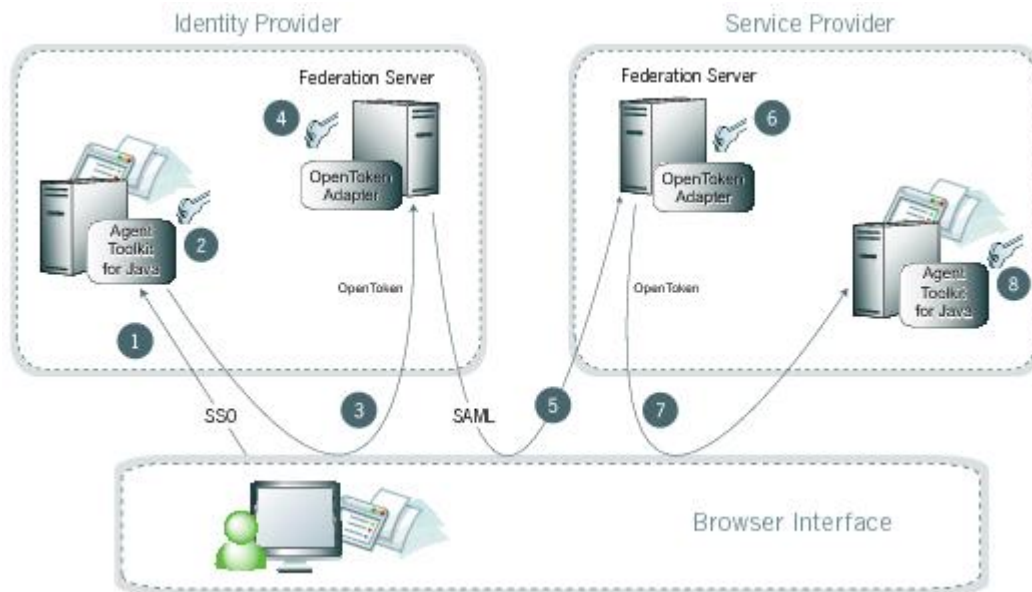 Identity Provider
Service Provider
Federation Server
Federation Server
4
6
OpenToken
Adapter
OpenToken
Adapter
2
Agent
Toolkit
for Java
8
Agent
Toolkit
for Java
OpenToken
OpenToken
1
3
5
7
SSO
SAML
Browser Interface